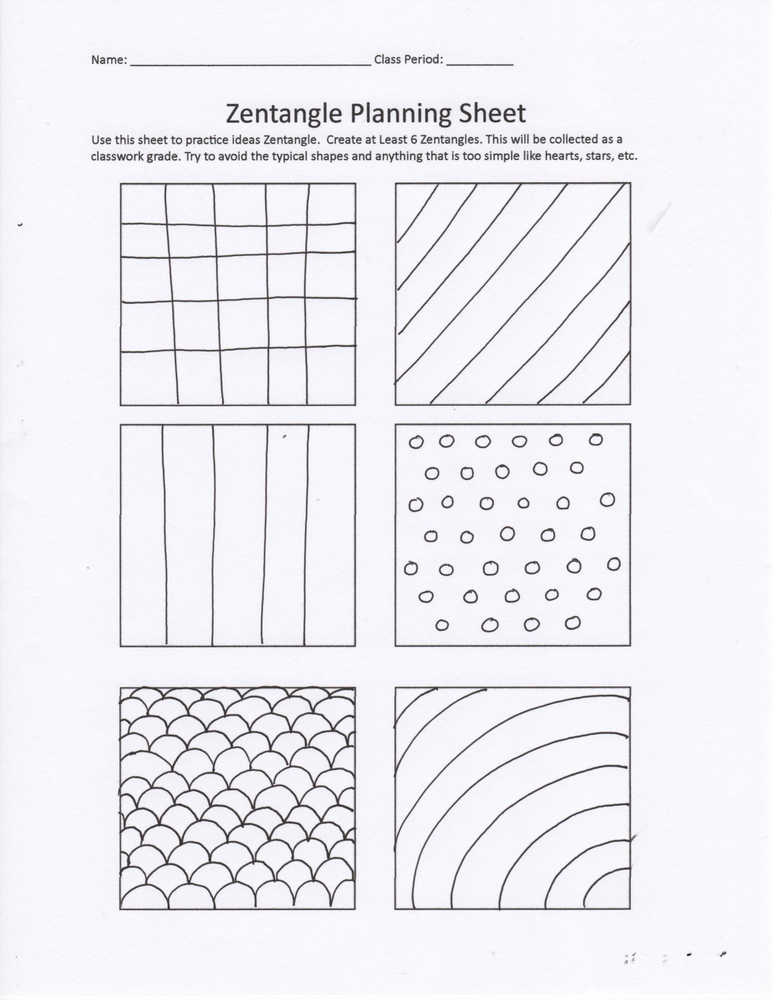 Name: ______________________ Class Period: ______
Zentangle Planning Sheet
Use this sheet to practice ideas Zentangle. Create at Least 6 Zentangles. This will be collected as a
classwork grade. Try to avoid the typical shapes and anything that is too simple like hearts, stars, etc.